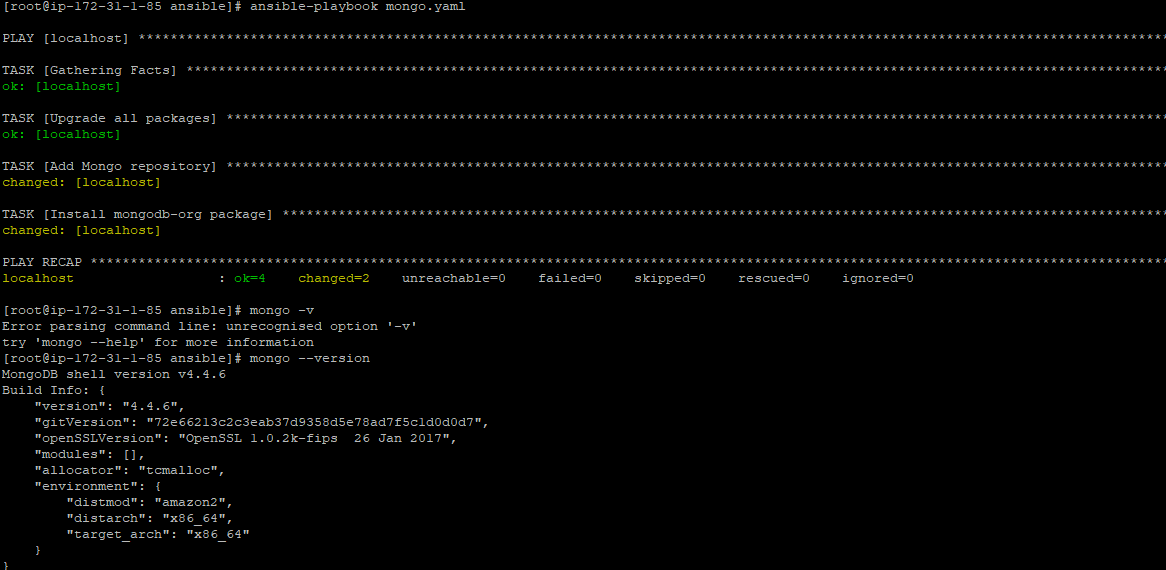 [root@ip-172-31-1-85 ansible]# ansible-playbook mongo.yaml
PLAY [localhost] *********************************************************************************************************************************
TASK [Gathering Facts] ***************************************************************************************************************************
ok: [localhost]
TASK [Upgrade all packages] **********************************************************************************************************************
ok: [localhost]
TASK [Add Mongo repository] **********************************************************************************************************************
changed: [localhost]
TASK [Install mongodb-org package] ***************************************************************************************************************
changed: [localhost]
PLAY RECAP ***************************************************************************************************************************************
localhost                  : ok=4    changed=2    unreachable=0    failed=0    skipped=0    rescued=0    ignored=0
[root@ip-172-31-1-85 ansible]# mongo -v
Error parsing command line: unrecognised option '-v'
try 'mongo --help' for more information
[root@ip-172-31-1-85 ansible]# mongo --version
MongoDB shell version v4.4.6
Build Info: {
    "version": "4.4.6",
    "gitVersion": "72e66213c2c3eab37d9358d5e78ad7f5c1d0d0d7",
    "openSSLVersion": "OpenSSL 1.0.2k-fips  26 Jan 2017",
    "modules": [],
    "allocator": "tcmalloc",
    "environment": {
        "distmod": "amazon2",
        "distarch": "x86_64",
        "target_arch": "x86_64"
    }
}